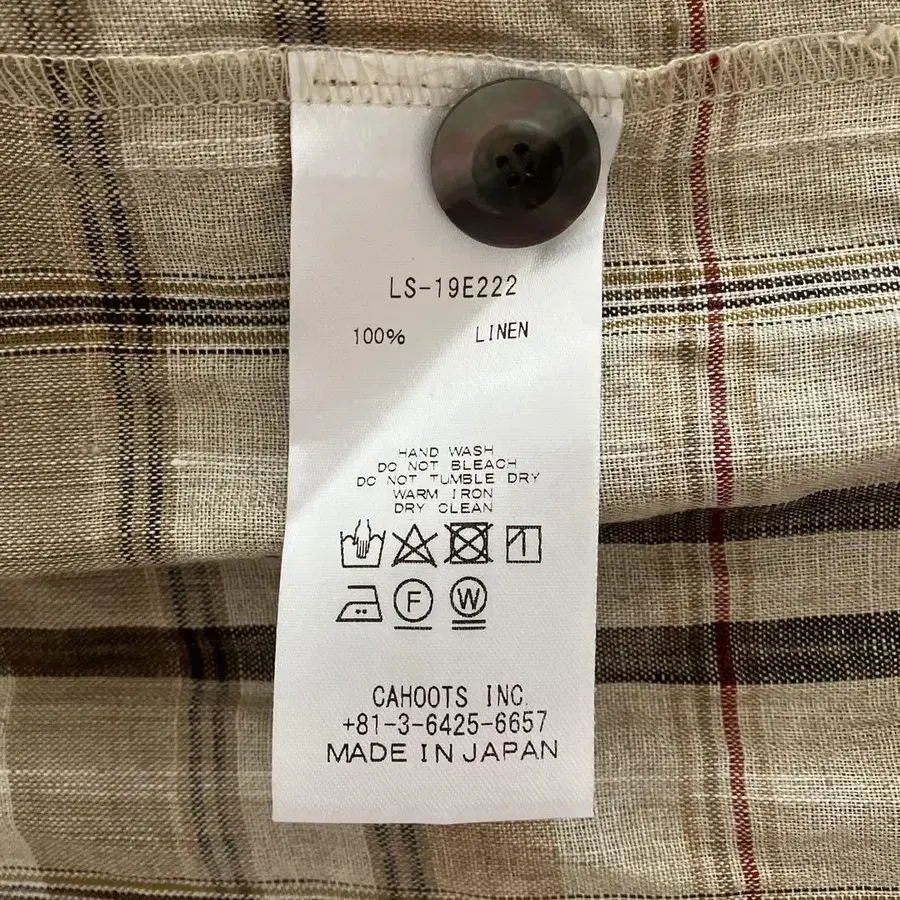 LS-19E222
100% LINEN
HAND WASH
DO NOT BLEACH
DO NOT TUMBLE DRY
WARM IRON
DRY CLEAN
F W
CAHOOTS INC.
+81-3-6425-6657
MADE IN JAPAN